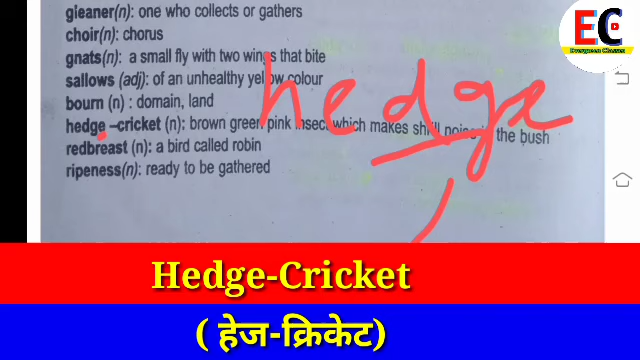 gleaner(n): one who collects or gathers
choir(n): chorus
gnats(n): a small fly with two wings that bite
sallows (adj): of an unhealthy yellow colour
bourn (n) : domain, land
hedge –cricket (n): brown green pink insect which makes shrill noise in the bush
redbreast (n): a bird called robin
ripeness(n): ready to be gathered
hedge
EC
Evergreen Classes
Hedge-Cricket
( हेज-क्रिकेट)